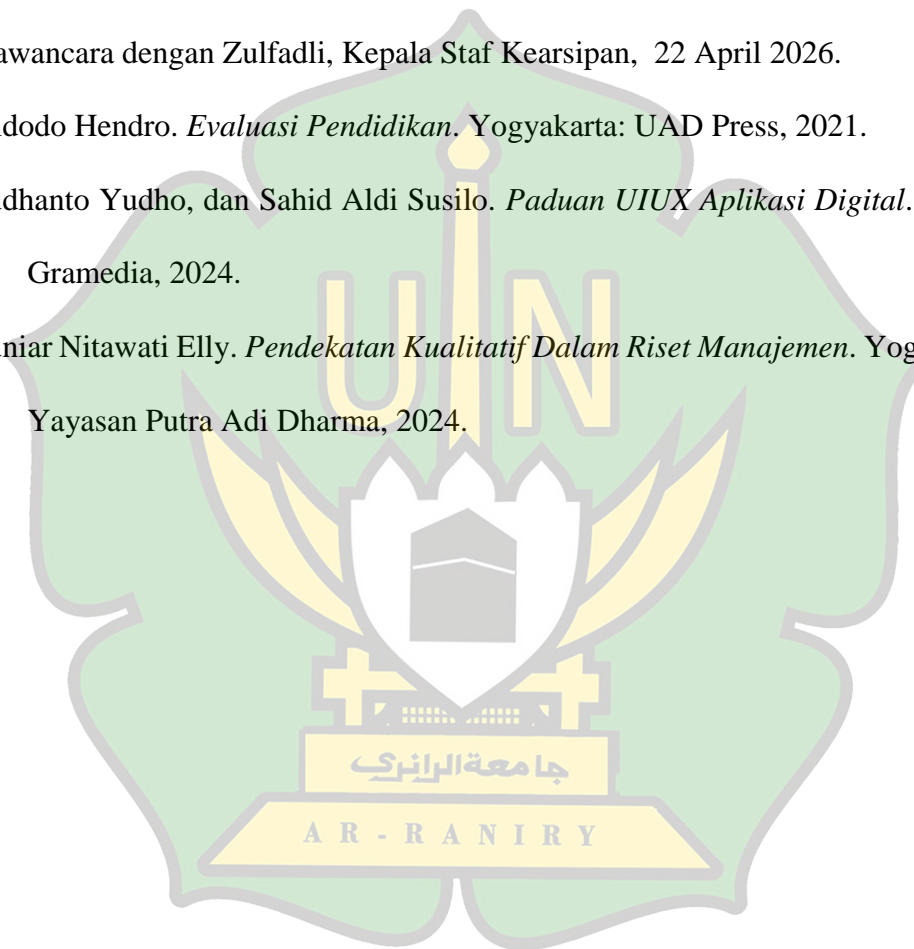 awancara dengan Zulfadli, Kepala Staf Kearsipan, 22 April 2026.
dodo Hendro. Evaluasi Pendidikan. Yogyakarta: UAD Press, 2021.
dhanto Yudho, dan Sahid Aldi Susilo. Paduan UIUX Aplikasi Digital.
Gramedia, 2024.
niar Nitawati Elly. Pendekatan Kualitatif Dalam Riset Manajemen. Yog
Yayasan Putra Adi Dharma, 2024.
UIN
جامعة الرانري
AR-RANIRY